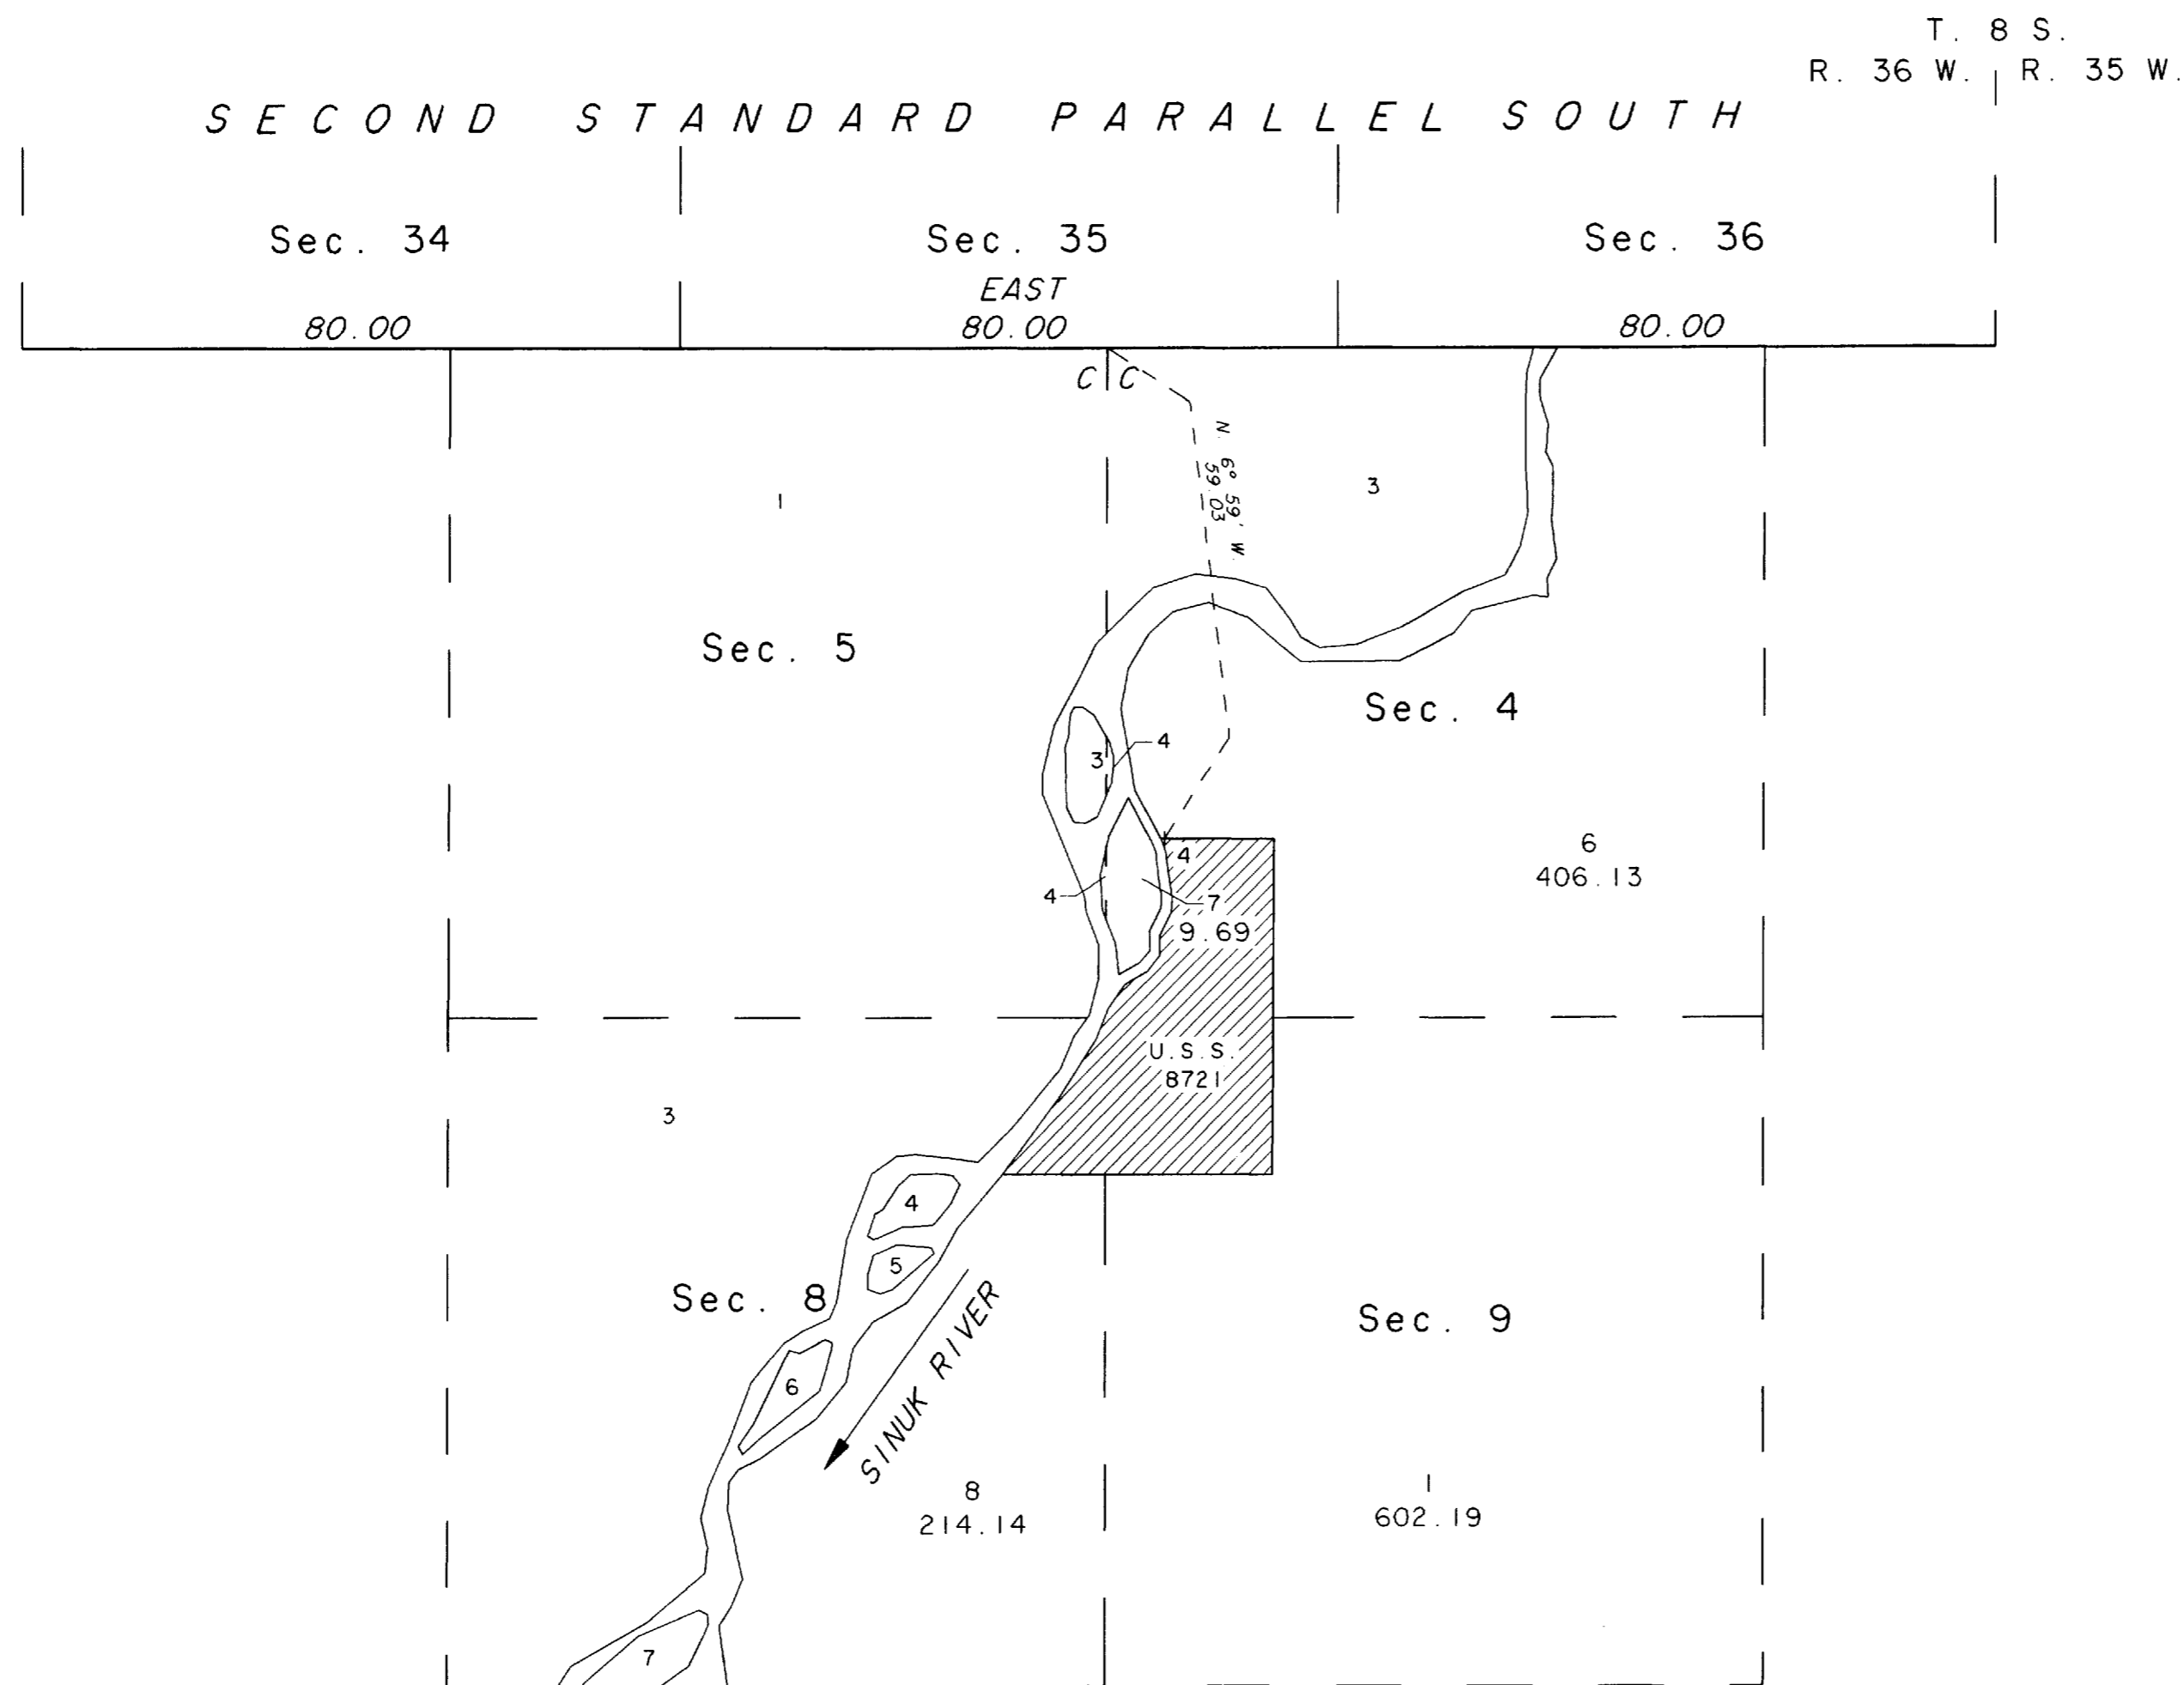 T. 8 S.
R. 36 W. R. 35 W.
SECOND STANDARD PARALLEL SOUTH
Sec. 34
Sec. 35
Sec. 36
EAST
80.00
80.00
80.00
C C
N. 6° 59' W.
59.03
1
3
Sec. 5
Sec. 4
4
3
6
406.13
4
4
7
9.69
U.S.S.
8721
3
4
5
Sec. 8
Sec. 9
SINUK RIVER
6
8
214.14
1
602.19
7